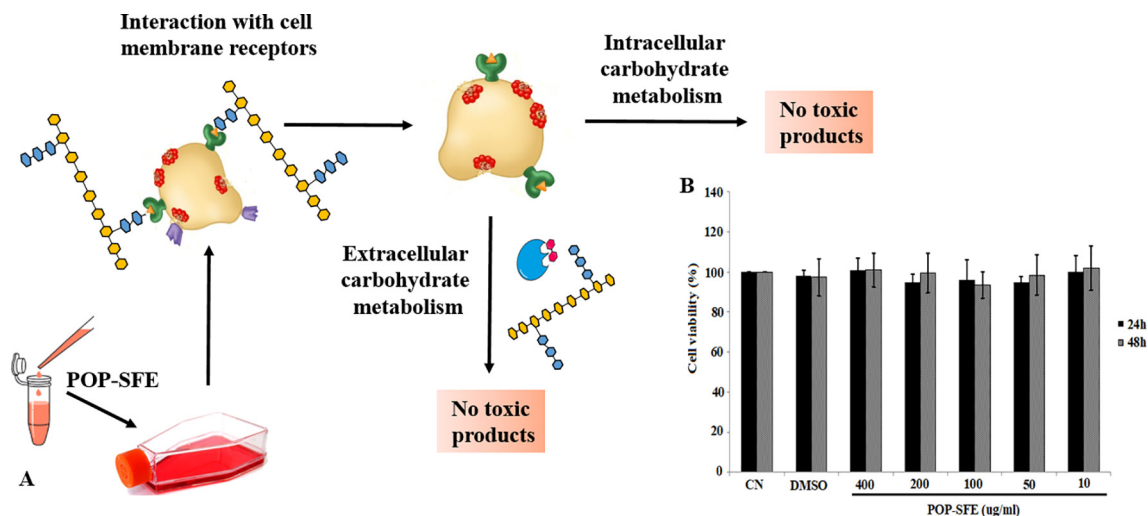 Interaction with cell
membrane receptors
Intracellular
carbohydrate
metabolism
No toxic
products
Extracellular
carbohydrate
metabolism
No toxic
products
POP-SFE
A
B
140
120
100
80
60
40
20
0
Cell viability (%)
24h
48h
CN DMSO 400 200 100 50 10
POP-SFE (ug/ml)